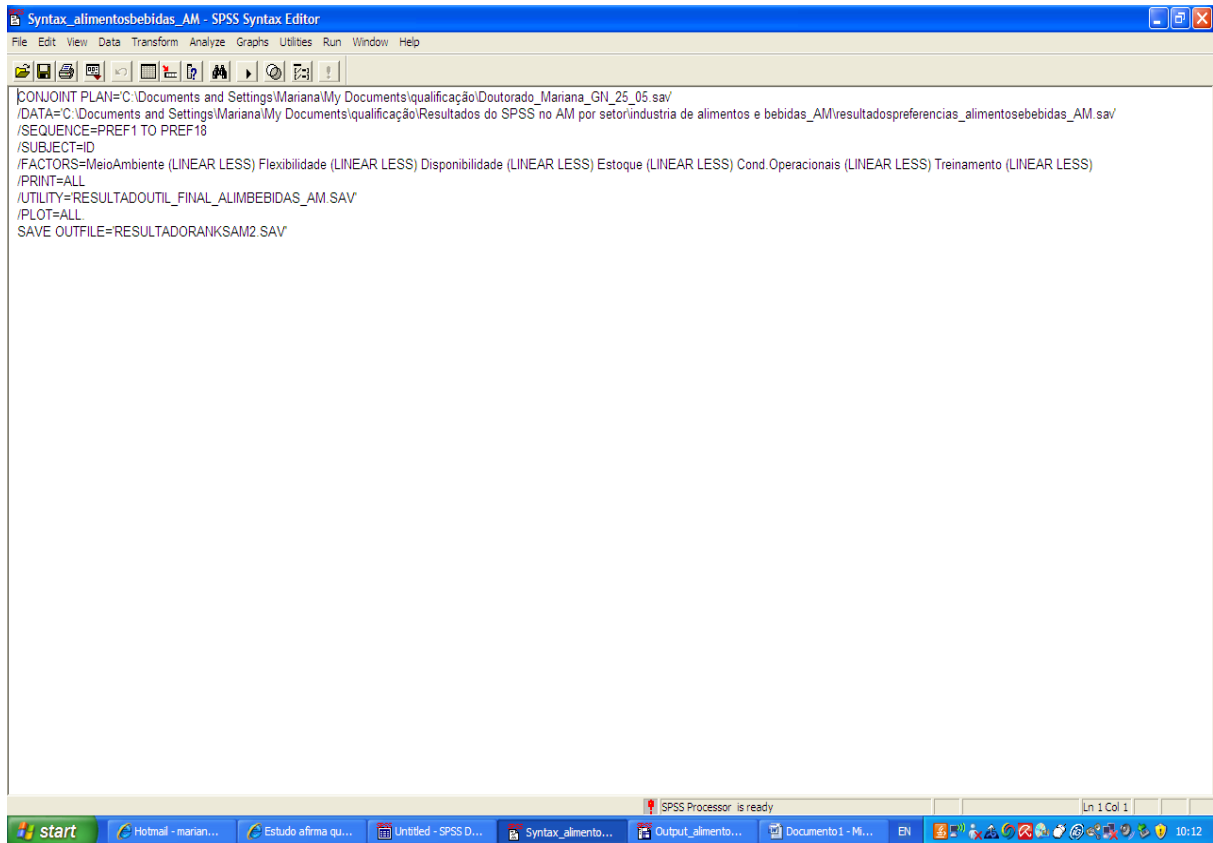 Syntax_alimentosbebidas_AM - SPSS Syntax Editor
File Edit View Data Transform Analyze Graphs Utilities Run Window Help
CONJOINT PLAN='C:\Documents and Settings\Mariana\My Documents\qualificação\Doutorado_Mariana_GN_25_05.sav'
/DATA='C:\Documents and Settings\Mariana\My Documents\qualificação\Resultados do SPSS no AM por setor\industria de alimentos e bebidas_AM\resultadospreferencias_alimentosebebidas_AM.sav'
/SEQUENCE=PREF1 TO PREF18
/SUBJECT=ID
/FACTORS=MeioAmbiente (LINEAR LESS) Flexibilidade (LINEAR LESS) Disponibilidade (LINEAR LESS) Estoque (LINEAR LESS) Cond.Operacionais (LINEAR LESS) Treinamento (LINEAR LESS)
/PRINT=ALL
/UTILITY='RESULTADOUTIL_FINAL_ALIMBEBIDAS_AM.SAV'
/PLOT=ALL.
SAVE OUTFILE='RESULTADORANKSAM2.SAV'
SPSS Processor is ready
Ln 1 Col 1
start Hotmail - marian... Estudo afirma qu... Untitled - SPSS D... Syntax_alimento... Output_alimento... Documento1 - Mi... EN 10:12